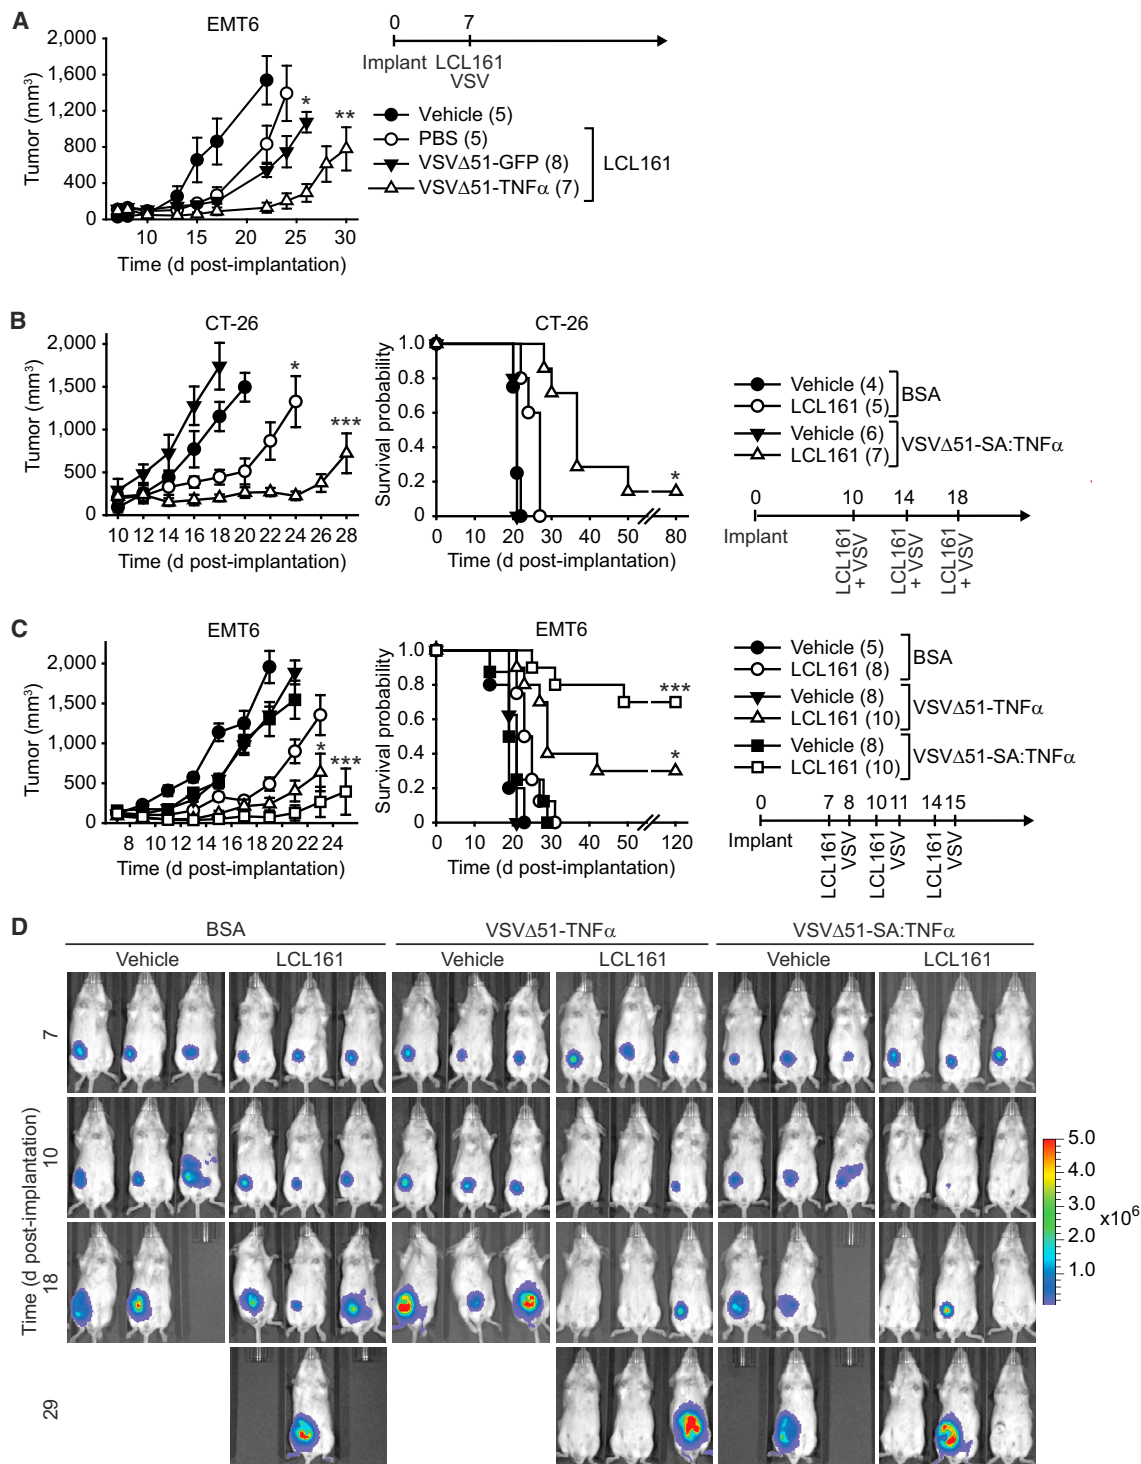 A
EMT6
2,000
1,600
1,200
800
400
0
Tumor (mm³)
10 15 20 25 30
Time (d post-implantation)
* **
0 7
Implant LCL161
VSV
Vehicle (5)
PBS (5)
VSVΔ51-GFP (8)
VSVΔ51-TNFα (7)
LCL161
B
CT-26
2,000
1,500
1,000
500
0
Tumor (mm³)
10 12 14 16 18 20 22 24 26 28
Time (d post-implantation)
* ***
CT-26
1.0
0.8
0.6
0.4
0.2
0
Survival probability
0 10 20 30 40 50 80
Time (d post-implantation)
*
Vehicle (4)
LCL161 (5)
BSA
Vehicle (6)
LCL161 (7)
VSVΔ51-SA:TNFα
0 10 14 18
Implant
LCL161 + VSV
LCL161 + VSV
LCL161 + VSV
C
EMT6
2,000
1,500
1,000
500
0
Tumor (mm³)
8 10 12 14 16 18 20 22 24
Time (d post-implantation)
* ***
EMT6
1.0
0.8
0.6
0.4
0.2
0
Survival probability
0 10 20 30 40 50 120
Time (d post-implantation)
***
*
Vehicle (5)
LCL161 (8)
BSA
Vehicle (8)
LCL161 (10)
VSVΔ51-TNFα
Vehicle (8)
LCL161 (10)
VSVΔ51-SA:TNFα
0 7 8 10 11 14 15
Implant
LCL161 VSV
LCL161 VSV
LCL161 VSV
D
BSA VSVΔ51-TNFα VSVΔ51-SA:TNFα
Vehicle LCL161 Vehicle LCL161 Vehicle LCL161
Time (d post-implantation)
7
10
18
29
5.0
4.0
3.0
2.0
1.0
x10⁶